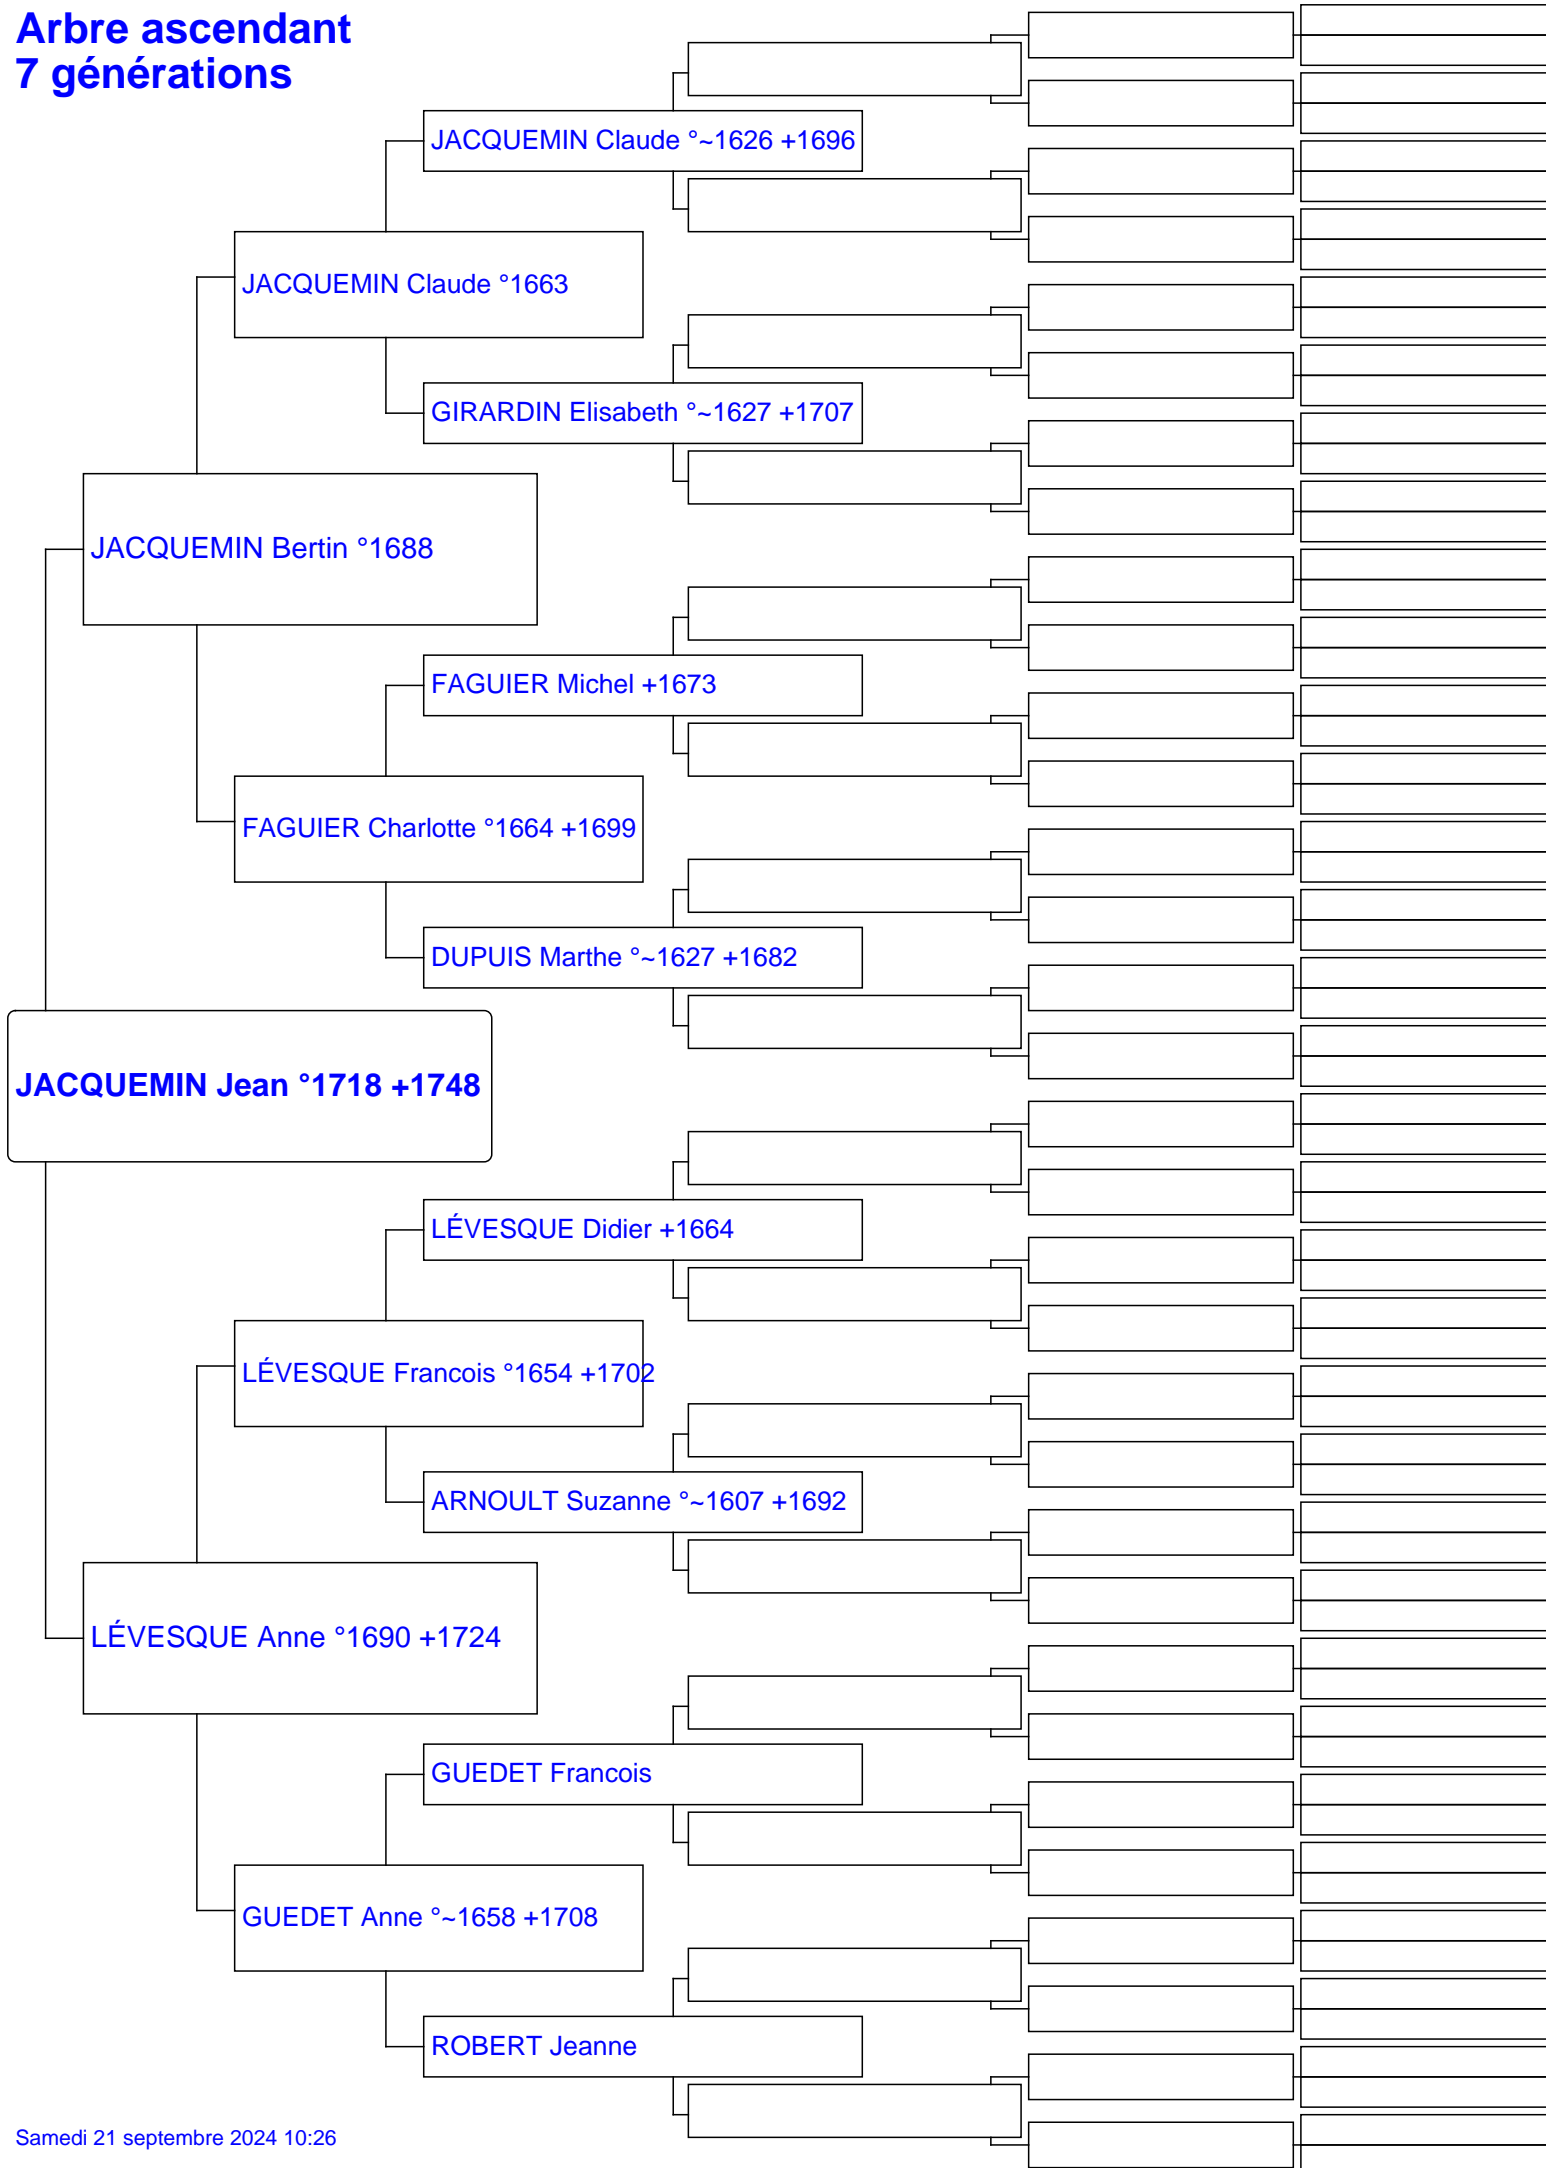 Arbre ascendant
7 générations
JACQUEMIN Claude °~1626 +1696
JACQUEMIN Claude °1663
GIRARDIN Elisabeth °~1627 +1707
JACQUEMIN Bertin °1688
FAGUIER Michel +1673
FAGUIER Charlotte °1664 +1699
DUPUIS Marthe °~1627 +1682
JACQUEMIN Jean °1718 +1748
LÉVESQUE Didier +1664
LÉVESQUE Francois °1654 +1702
ARNOULT Suzanne °~1607 +1692
LÉVESQUE Anne °1690 +1724
GUEDET Francois
GUEDET Anne °~1658 +1708
ROBERT Jeanne
Samedi 21 septembre 2024 10:26